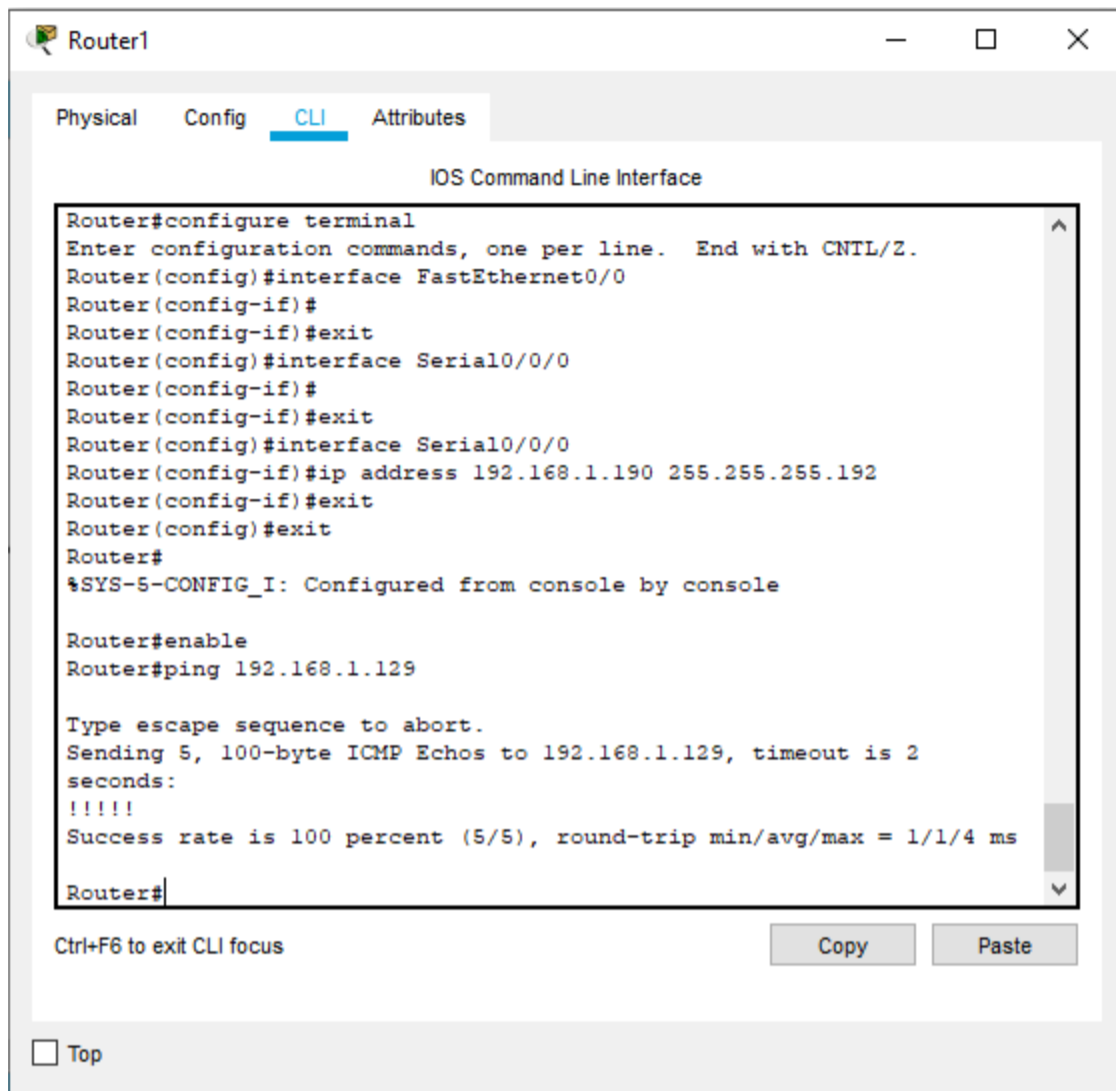 Router1
Physical Config CLI Attributes
IOS Command Line Interface
Router#configure terminal
Enter configuration commands, one per line.  End with CNTL/Z.
Router(config)#interface FastEthernet0/0
Router(config-if)#
Router(config-if)#exit
Router(config)#interface Serial0/0/0
Router(config-if)#
Router(config-if)#exit
Router(config)#interface Serial0/0/0
Router(config-if)#ip address 192.168.1.190 255.255.255.192
Router(config-if)#exit
Router(config)#exit
Router#
%SYS-5-CONFIG_I: Configured from console by console
Router#enable
Router#ping 192.168.1.129
Type escape sequence to abort.
Sending 5, 100-byte ICMP Echos to 192.168.1.129, timeout is 2
seconds:
!!!!!
Success rate is 100 percent (5/5), round-trip min/avg/max = 1/1/4 ms
Router#
Ctrl+F6 to exit CLI focus
Copy Paste
Top